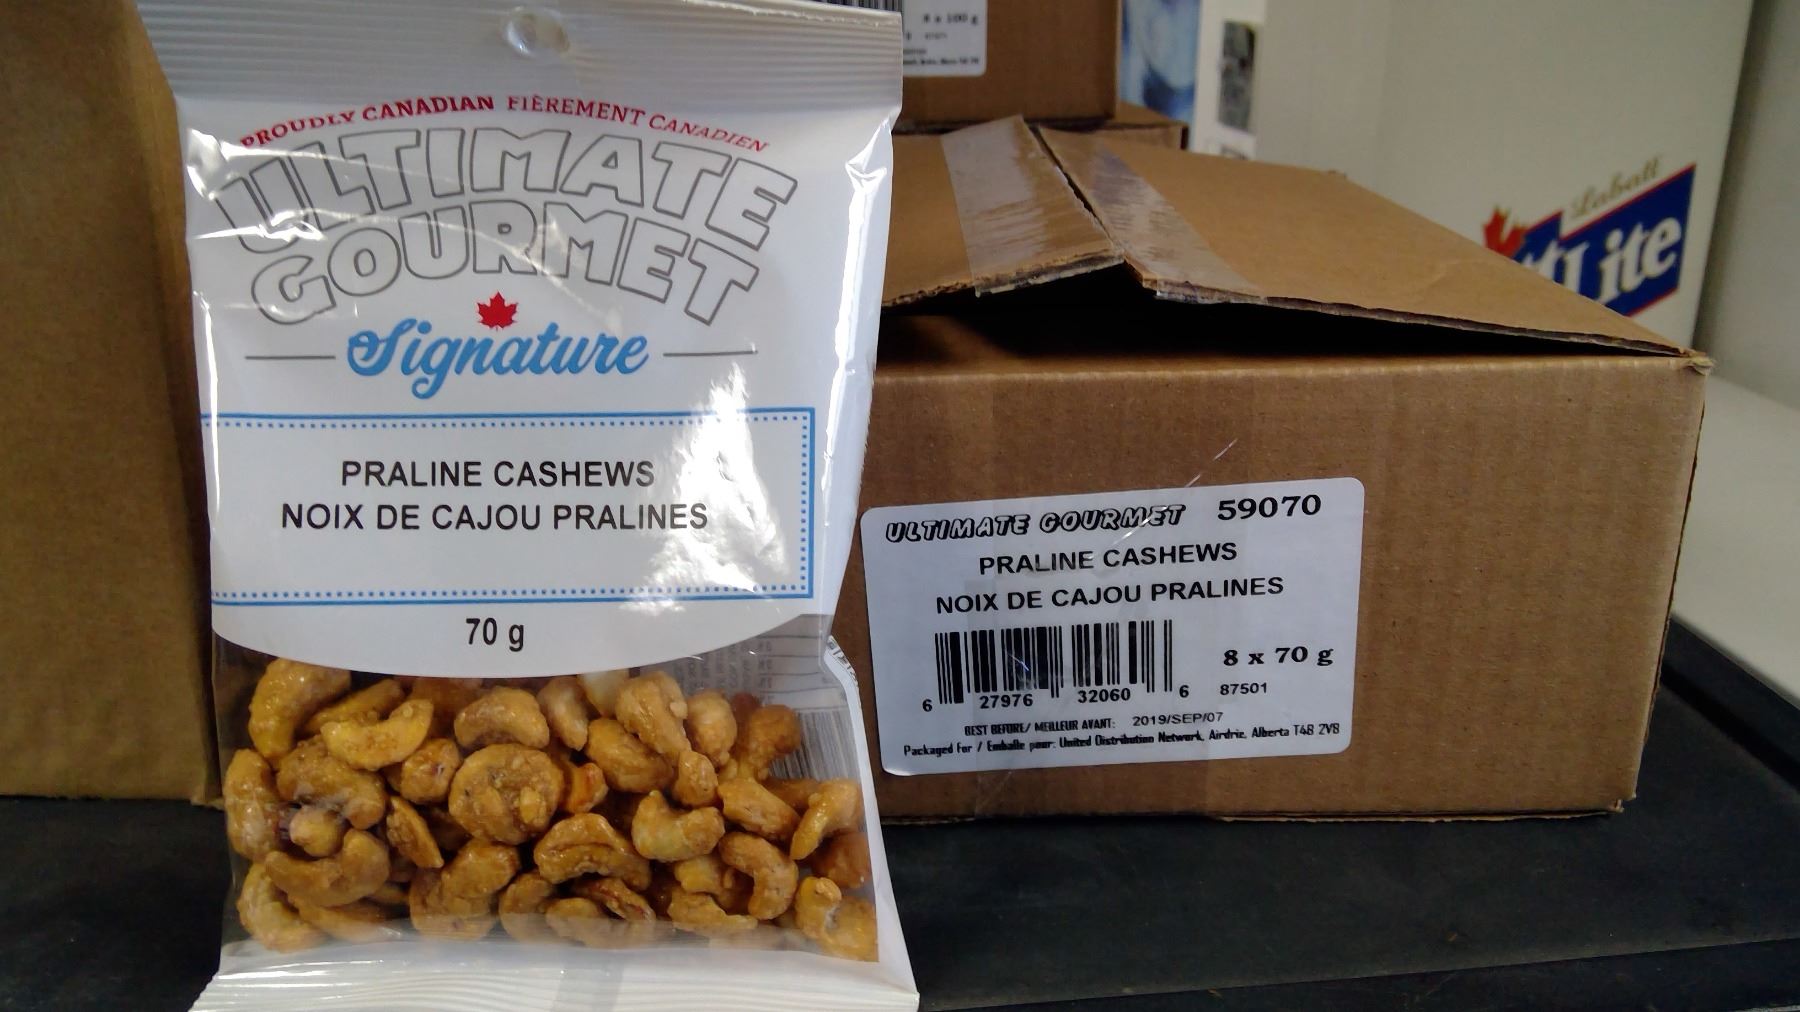 PROUDLY CANADIAN FIÈREMENT CANADIEN
ULTIMATE
GOURMET
Signature
PRALINE CASHEWS
NOIX DE CAJOU PRALINES
70 g
8 x 100 g
Labatt
Lite
ULTIMATE GOURMET 59070
PRALINE CASHEWS
NOIX DE CAJOU PRALINES
8 x 70 g
6 27976 32060 6 87501
BEST BEFORE/ MEILLEUR AVANT: 2019/SEP/07
Packaged For / Emballe pour: United Distribution Network, Airdrie, Alberta T4B 2V8